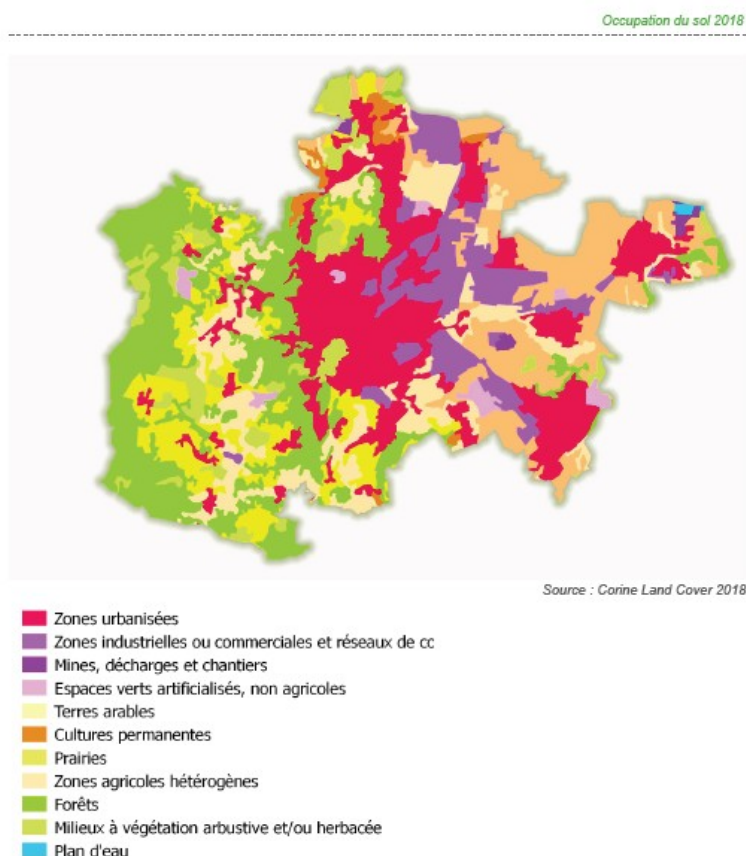 Occupation du sol 2018
Source : Corine Land Cover 2018
Zones urbanisées
Zones industrielles ou commerciales et réseaux de cc
Mines, décharges et chantiers
Espaces verts artificialisés, non agricoles
Terres arables
Cultures permanentes
Prairies
Zones agricoles hétérogènes
Forêts
Milieux à végétation arbustive et/ou herbacée
Plan d'eau